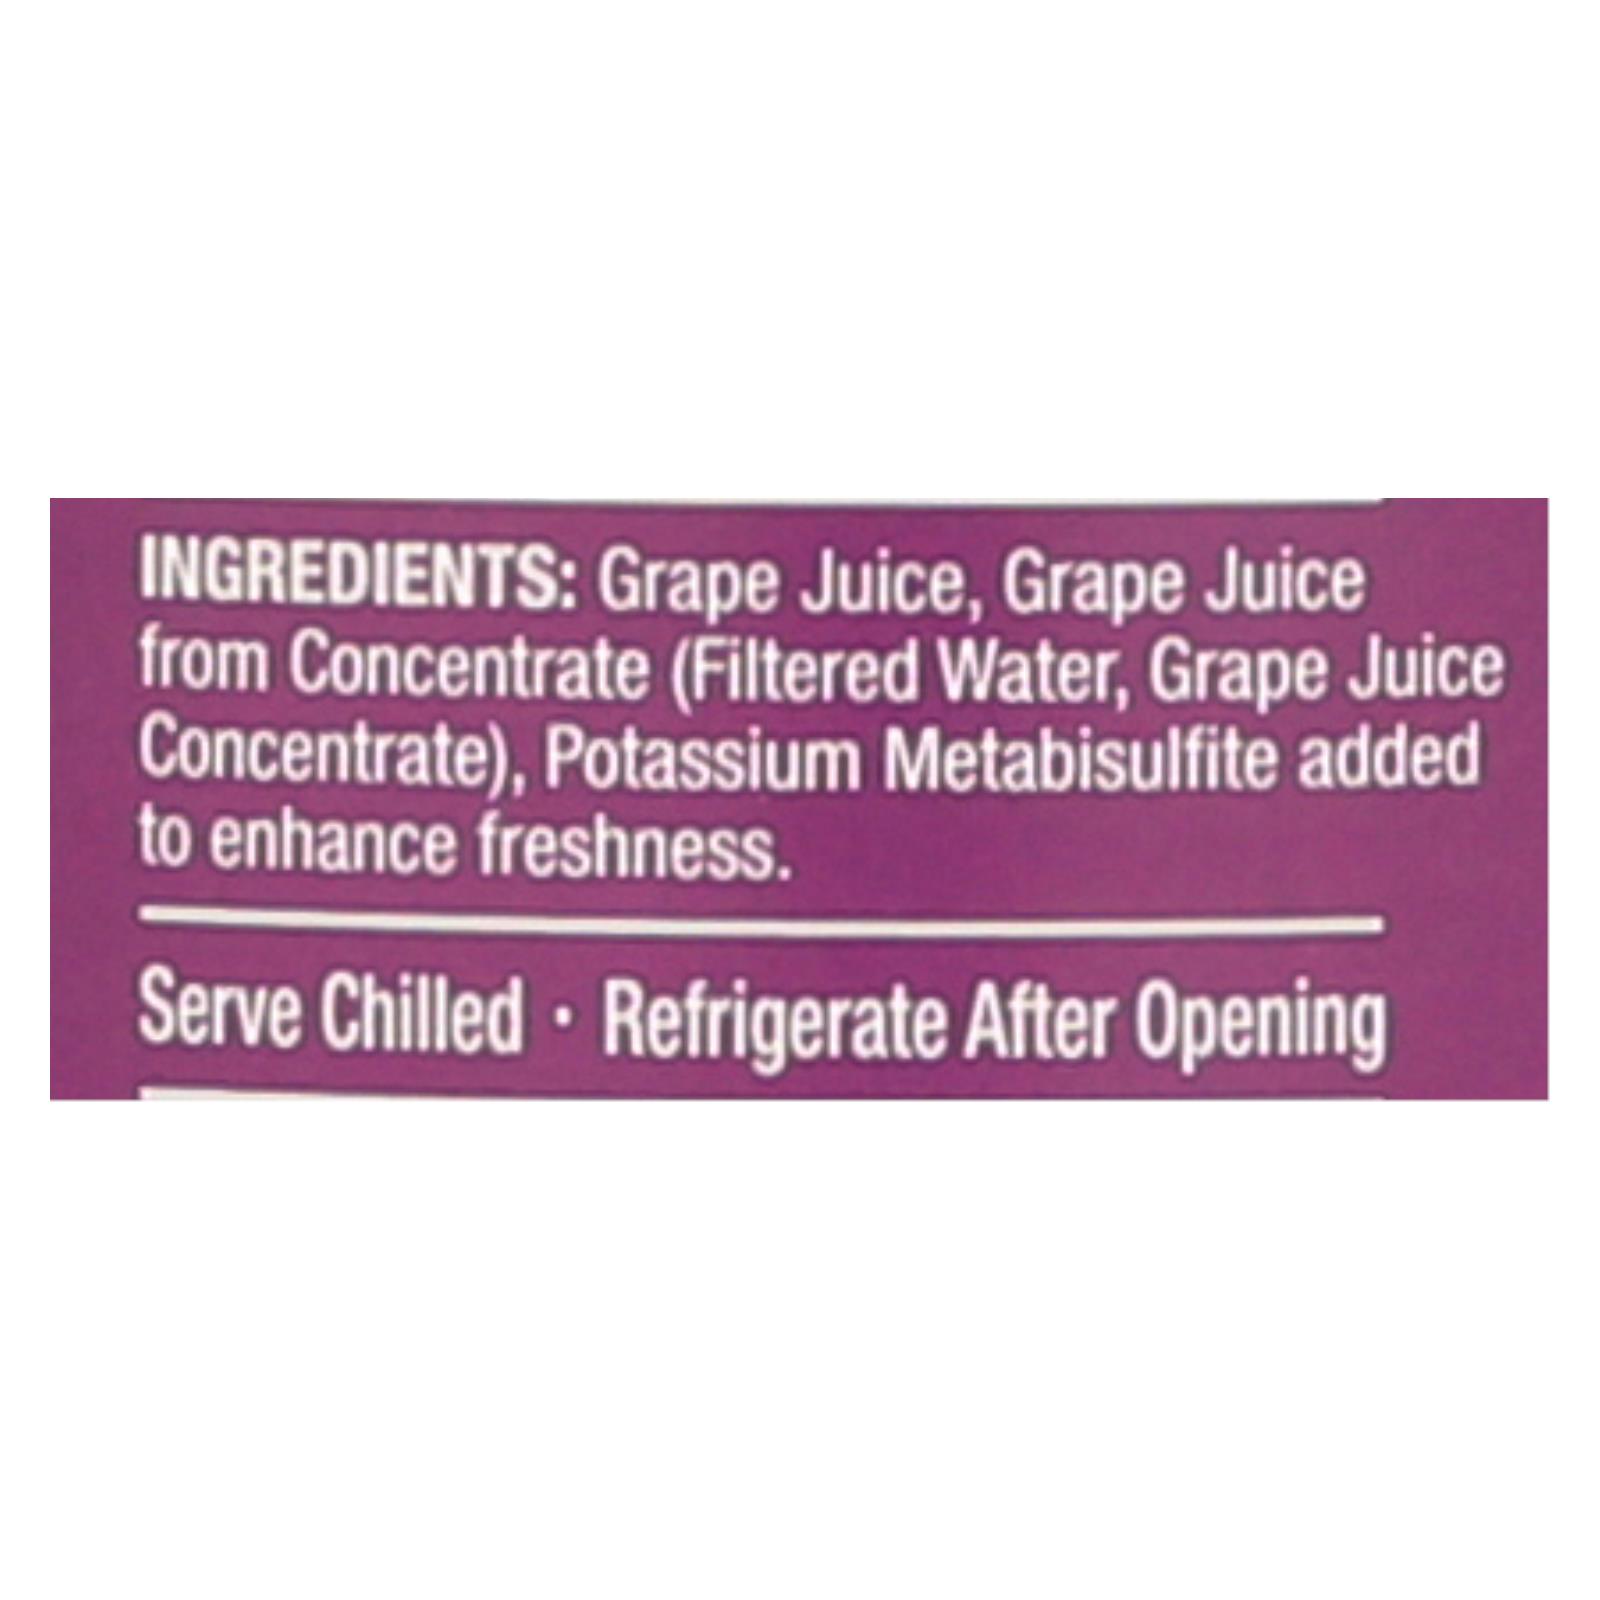 INGREDIENTS: Grape Juice, Grape Juice
from Concentrate (Filtered Water, Grape Juice
Concentrate), Potassium Metabisulfite added
to enhance freshness.
Serve Chilled · Refrigerate After Opening